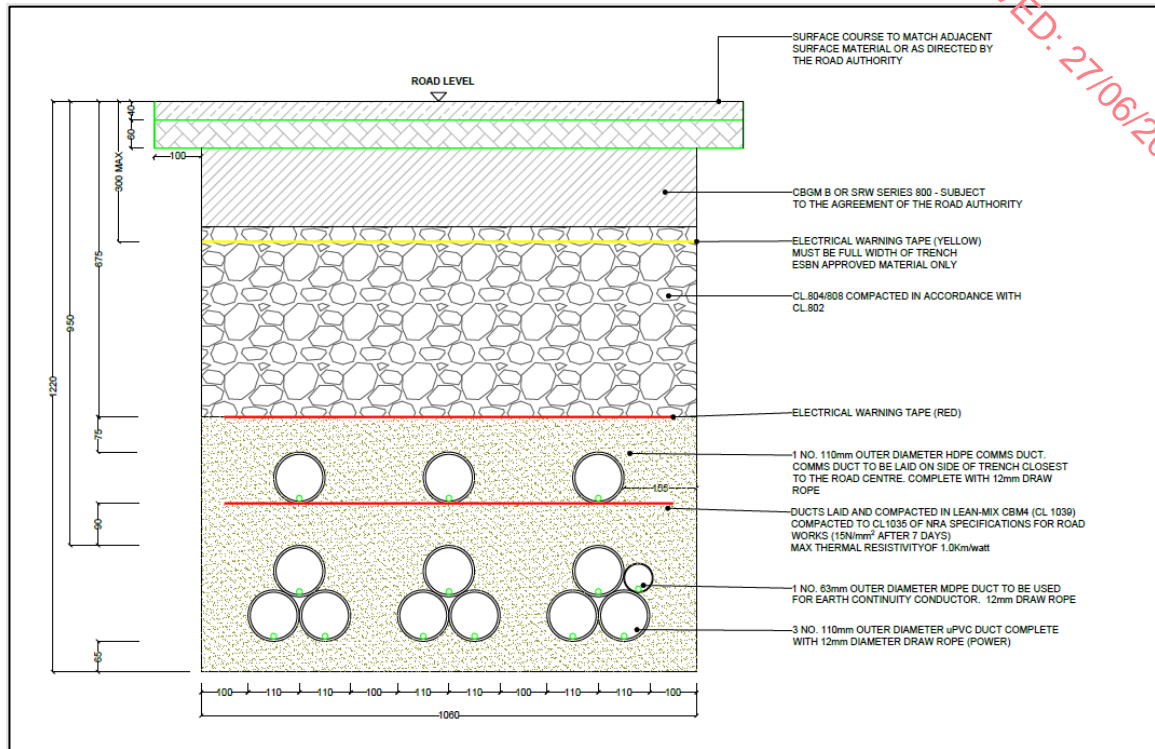 TED: 27/06/20
SURFACE COURSE TO MATCH ADJACENT
SURFACE MATERIAL OR AS DIRECTED BY
THE ROAD AUTHORITY
ROAD LEVEL
40
60
100
300 MAX
CBGM B OR SRW SERIES 800 - SUBJECT
TO THE AGREEMENT OF THE ROAD AUTHORITY
ELECTRICAL WARNING TAPE (YELLOW)
MUST BE FULL WIDTH OF TRENCH
ESBN APPROVED MATERIAL ONLY
675
CL.804/808 COMPACTED IN ACCORDANCE WITH
CL.802
950
1220
ELECTRICAL WARNING TAPE (RED)
75
1 NO. 110mm OUTER DIAMETER HDPE COMMS DUCT.
COMMS DUCT TO BE LAID ON SIDE OF TRENCH CLOSEST
TO THE ROAD CENTRE. COMPLETE WITH 12mm DRAW
ROPE
155
DUCTS LAID AND COMPACTED IN LEAN-MIX CBM4 (CL 1039)
COMPACTED TO CL1035 OF NRA SPECIFICATIONS FOR ROAD
WORKS (15N/mm² AFTER 7 DAYS)
MAX THERMAL RESISTIVITYOF 1.0Km/watt
90
1 NO. 63mm OUTER DIAMETER MDPE DUCT TO BE USED
FOR EARTH CONTINUITY CONDUCTOR. 12mm DRAW ROPE
3 NO. 110mm OUTER DIAMETER uPVC DUCT COMPLETE
WITH 12mm DIAMETER DRAW ROPE (POWER)
65
100 110 110 100 110 110 100 110 110 100
1060